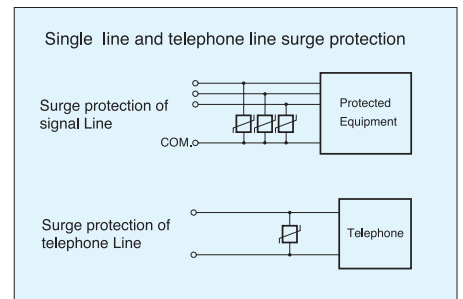 Single line and telephone line surge protection
Surge protection of
signal Line
COM.
Protected
Equipment
Surge protection of
telephone Line
Telephone